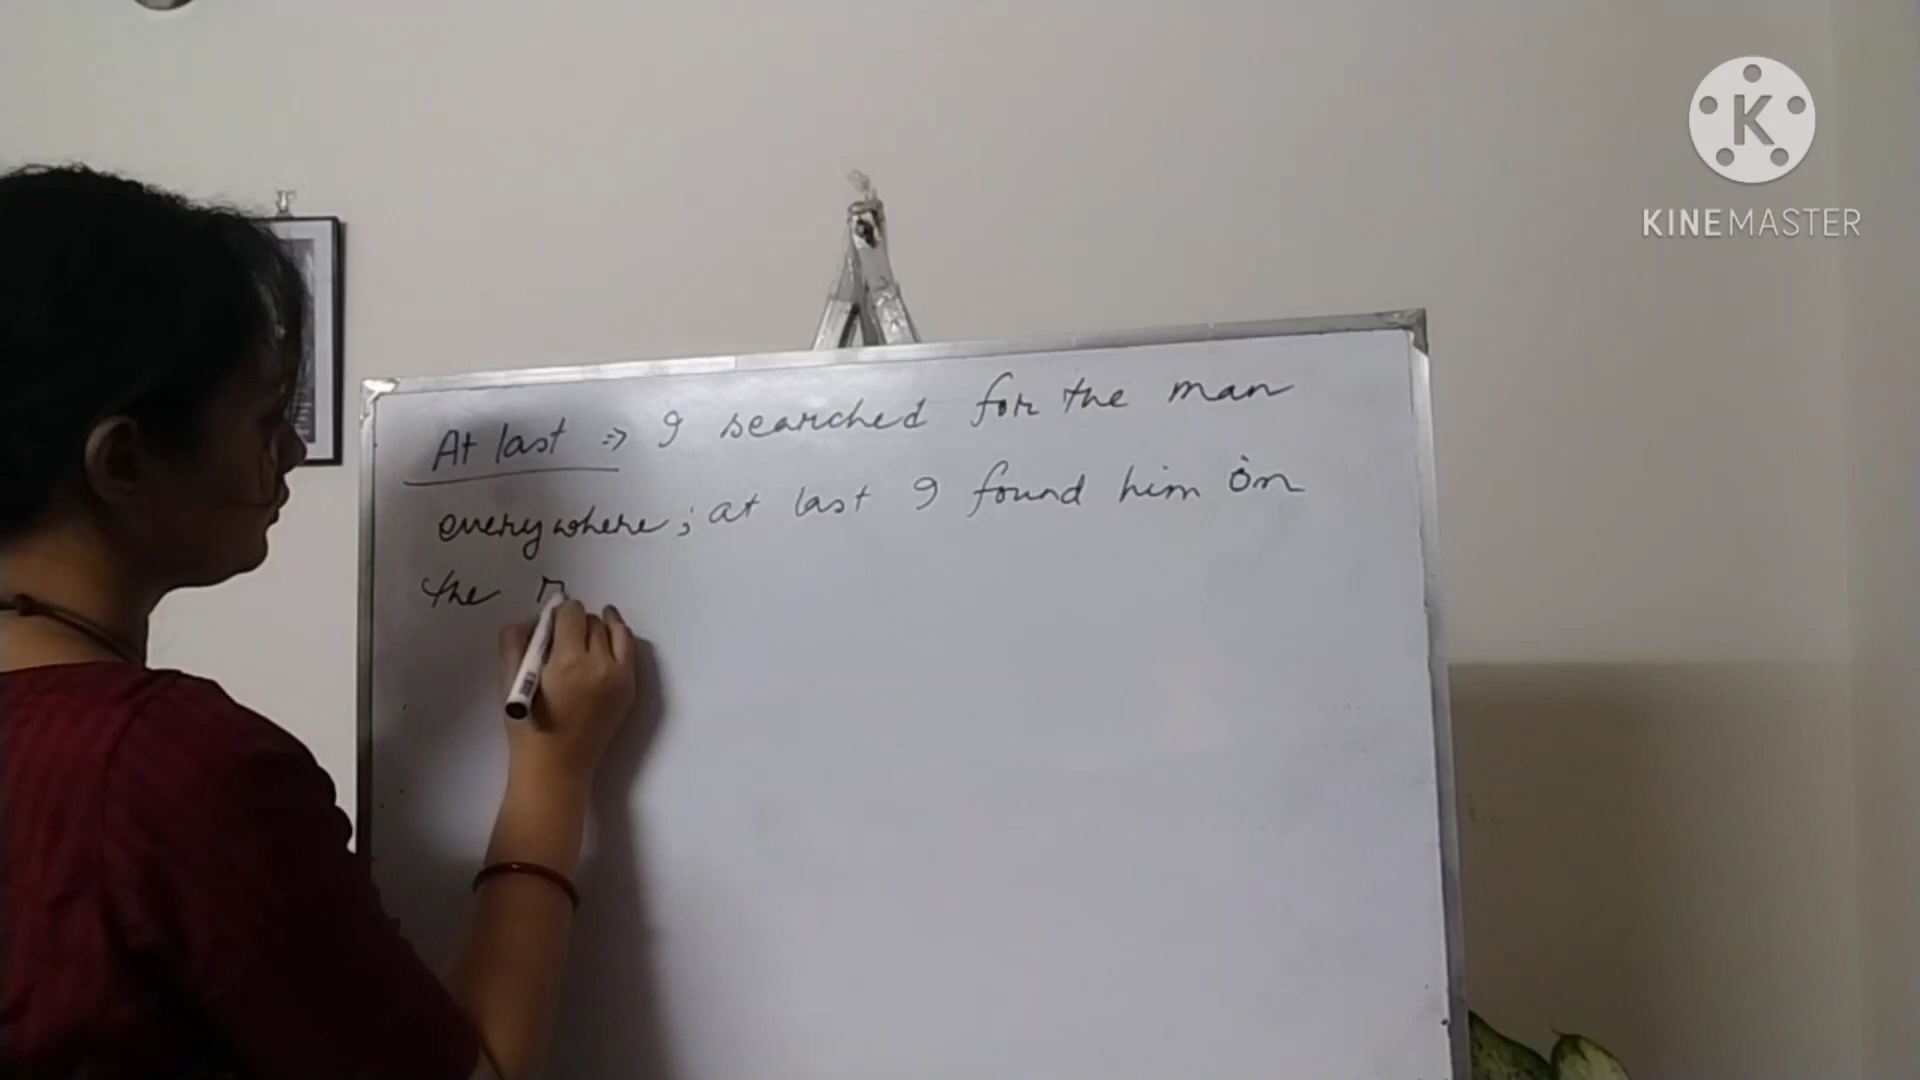 K
KINEMASTER
At last => I searched for the man
everywhere; at last I found him on
the r